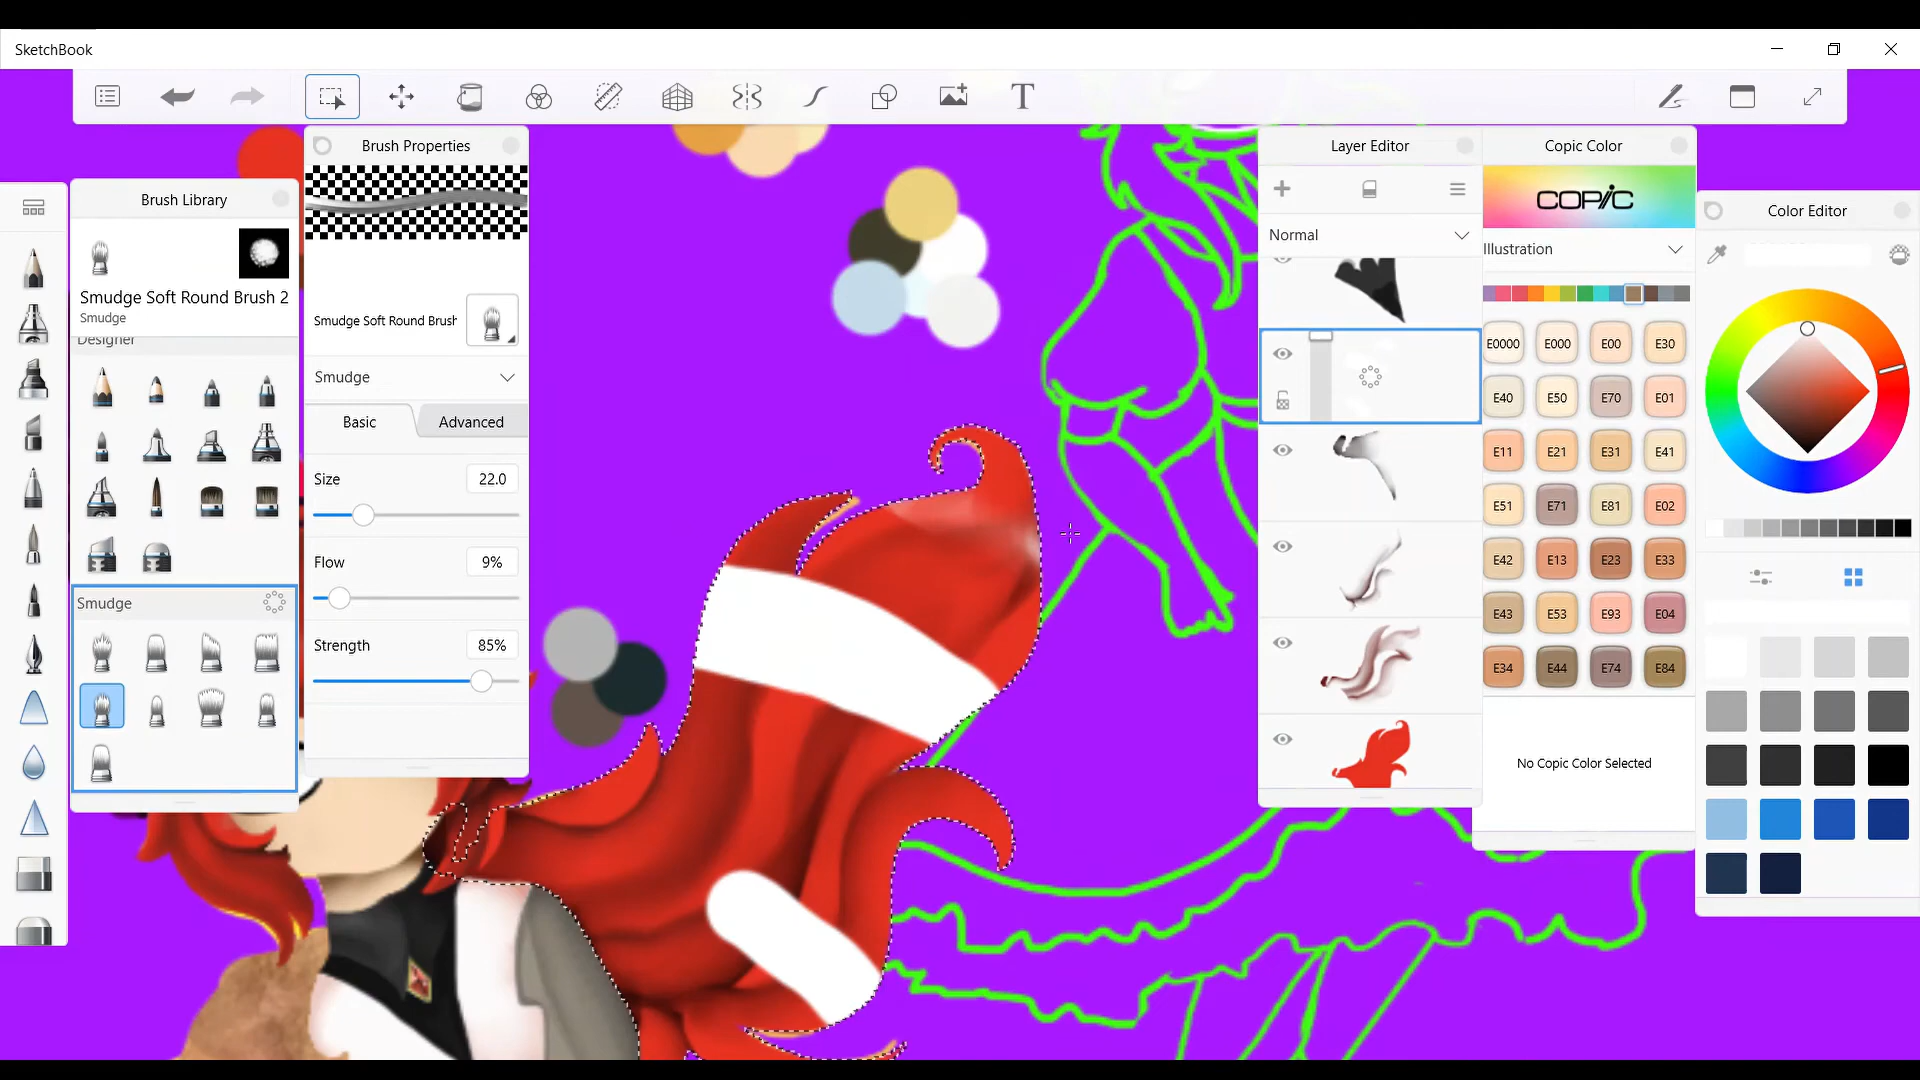 SketchBook
Brush Library
Smudge Soft Round Brush 2
Smudge
Designer
Smudge
Brush Properties
Smudge Soft Round Brush
Smudge
Basic Advanced
Size 22.0
Flow 9%
Strength 85%
Layer Editor
Normal
Copic Color
COPIC
Illustration
E0000 E000 E00 E30
E40 E50 E70 E01
E11 E21 E31 E41
E51 E71 E81 E02
E42 E13 E23 E33
E43 E53 E93 E04
E34 E44 E74 E84
No Copic Color Selected
Color Editor